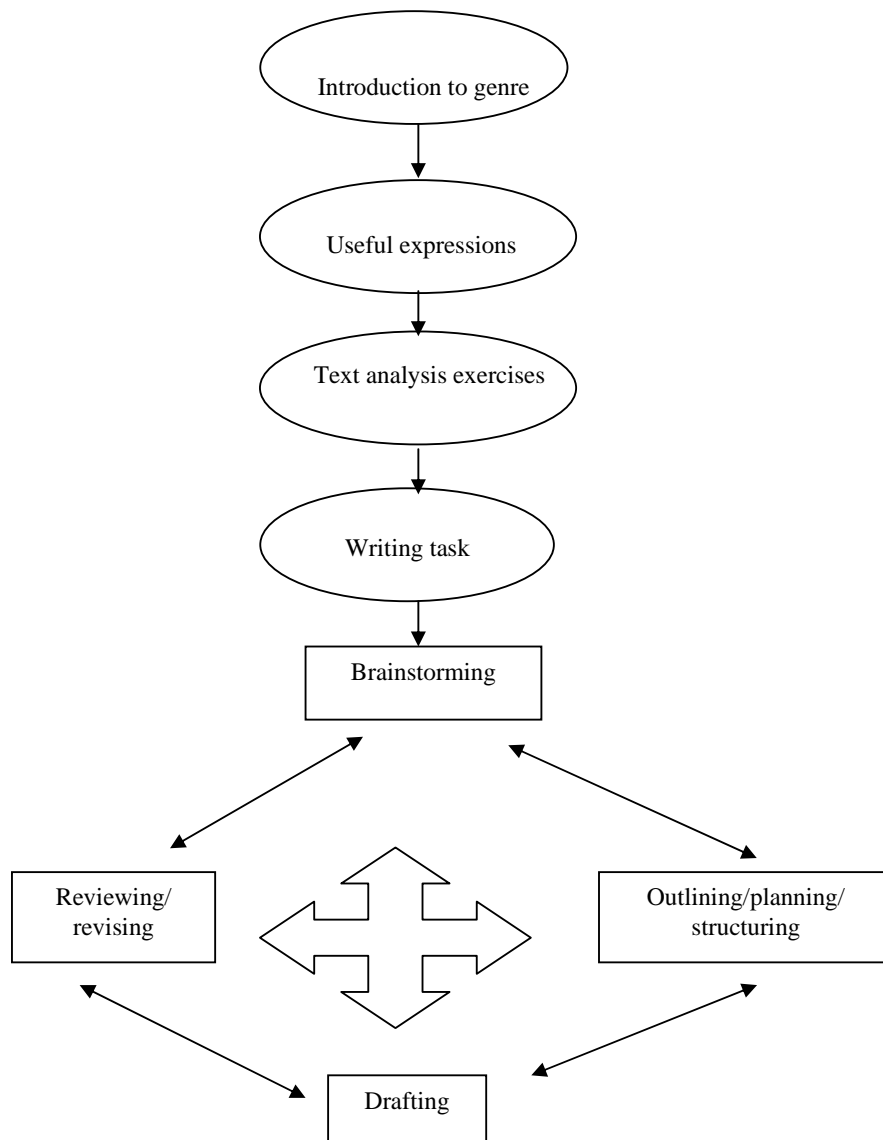 Introduction to genre
Useful expressions
Text analysis exercises
Writing task
Brainstorming
Reviewing/
revising
Outlining/planning/
structuring
Drafting